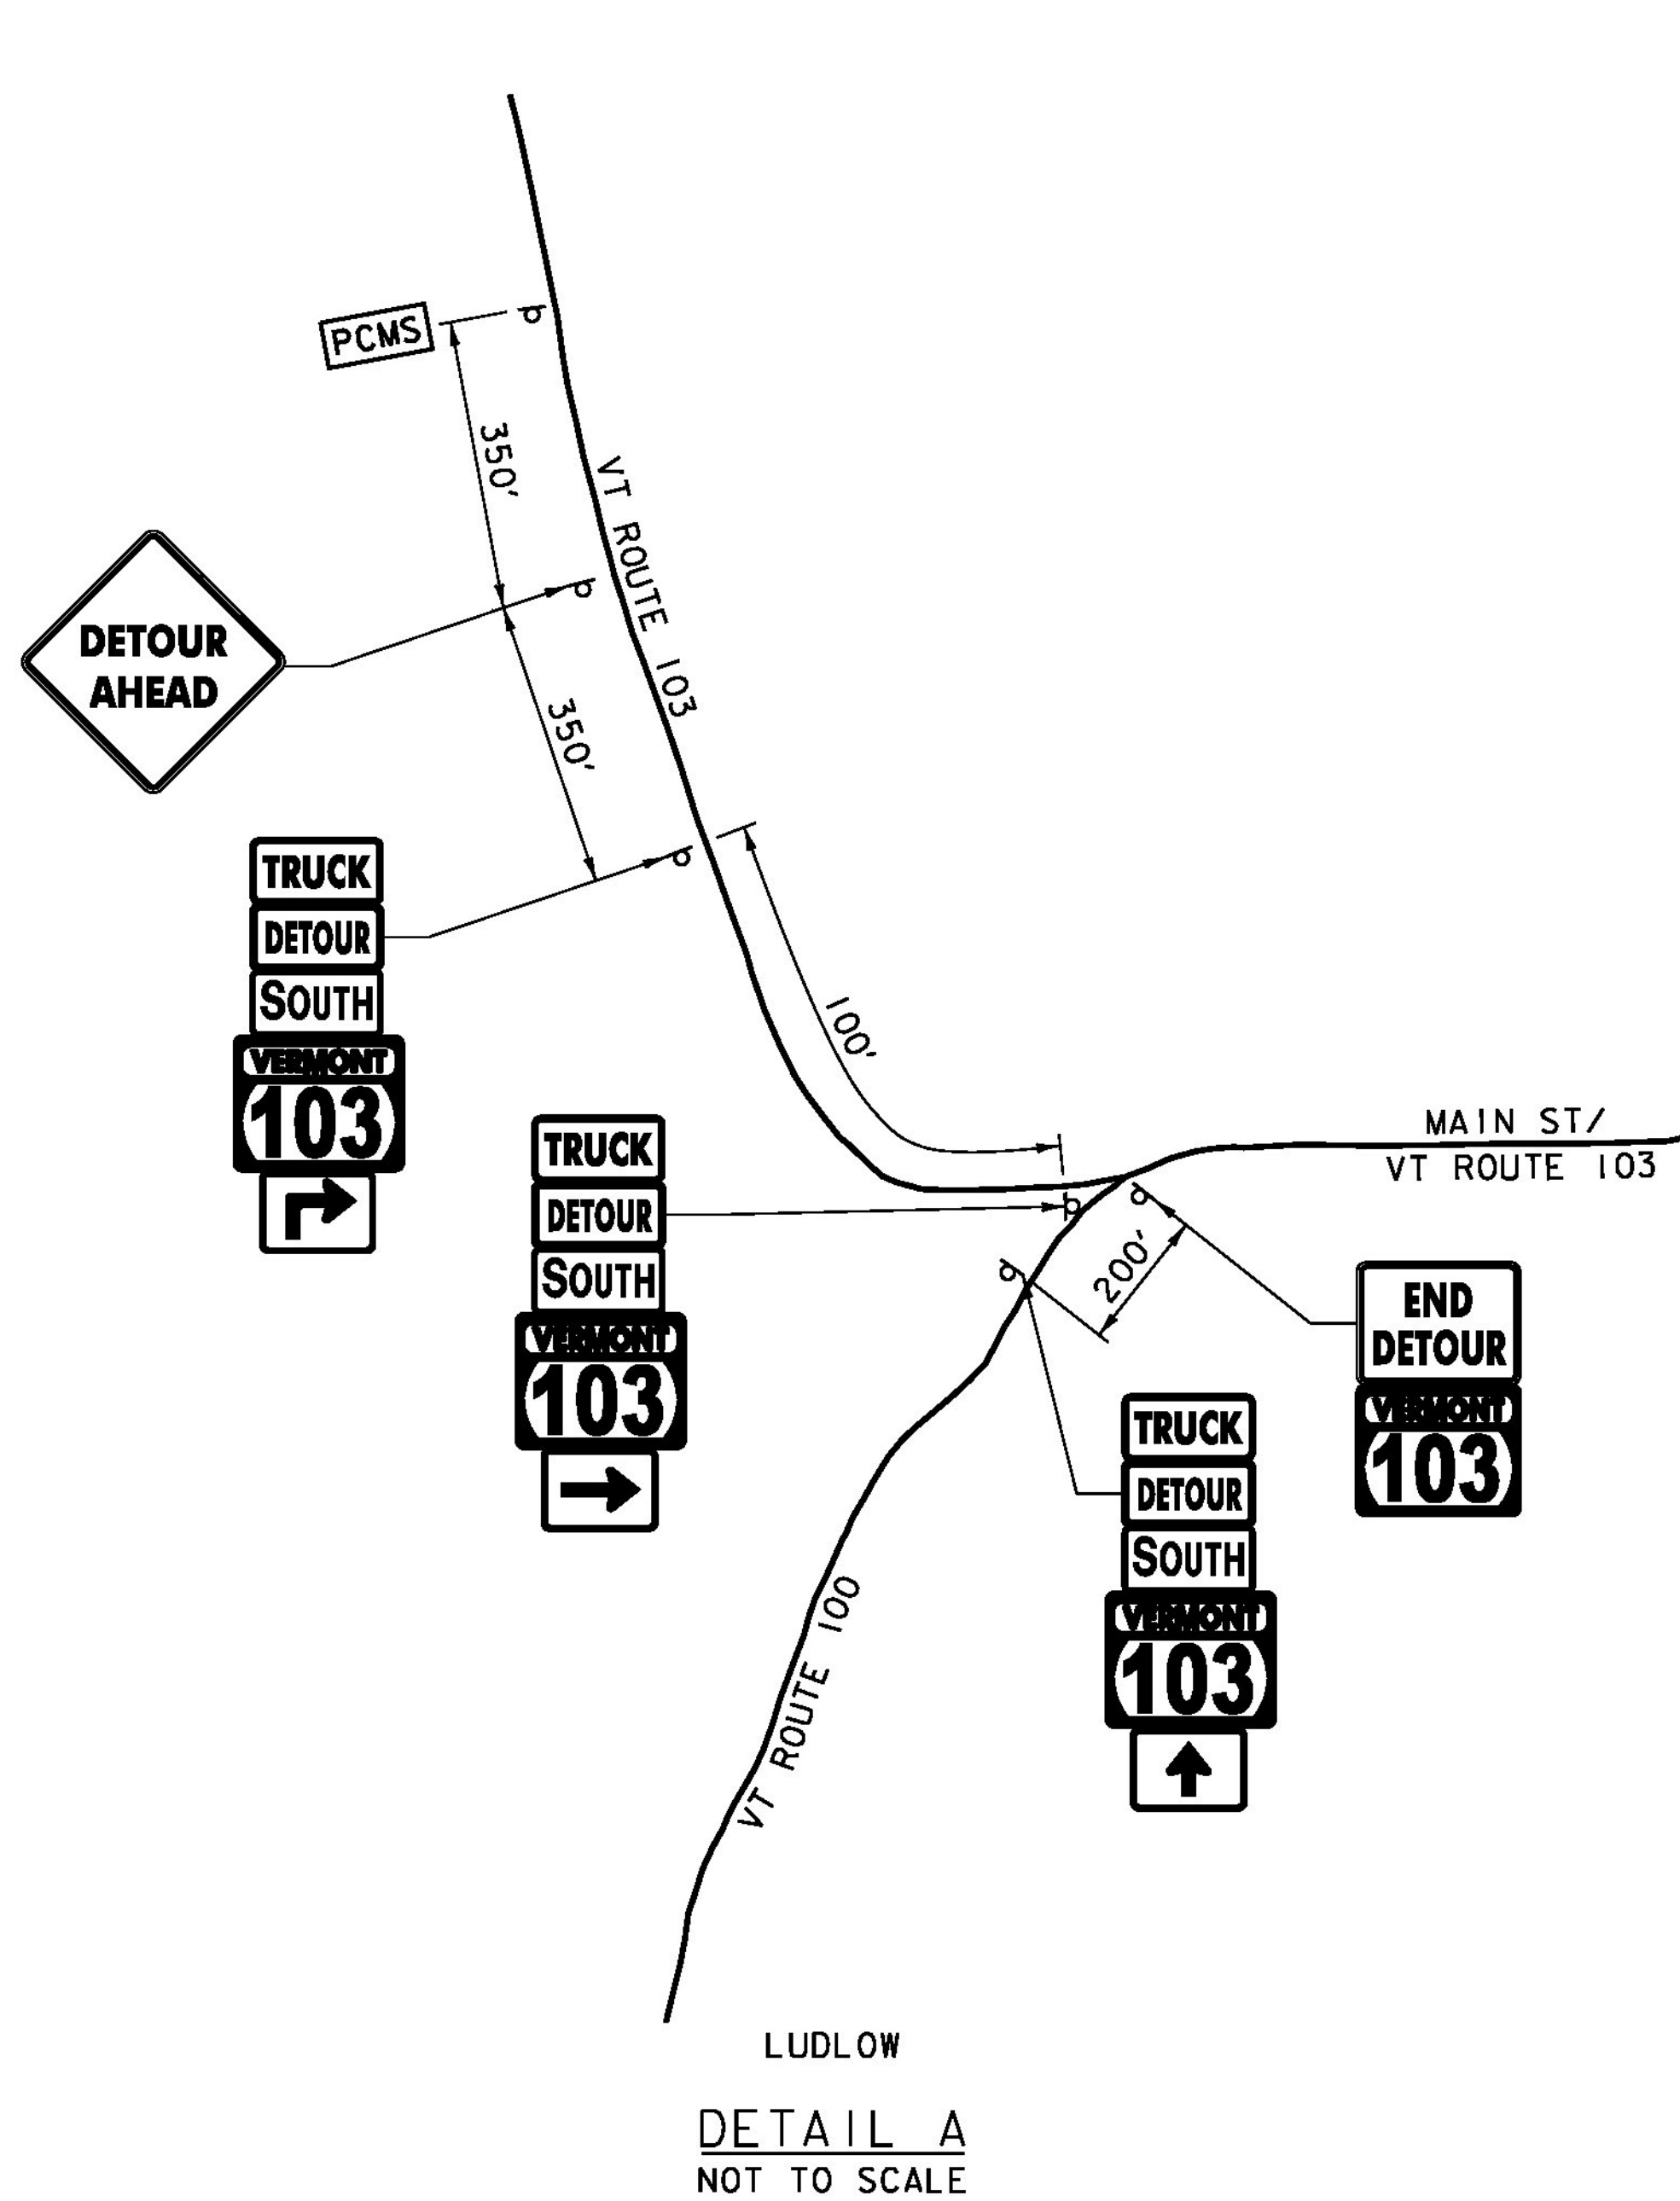 PCMS
350'
VT ROUTE 103
DETOUR
AHEAD
350'
TRUCK
DETOUR
SOUTH
VERMONT
103
100'
TRUCK
DETOUR
SOUTH
VERMONT
103
MAIN ST/
VT ROUTE 103
200'
END
DETOUR
VERMONT
103
TRUCK
DETOUR
SOUTH
VERMONT
103
VT ROUTE 100
LUDLOW
DETAIL A
NOT TO SCALE